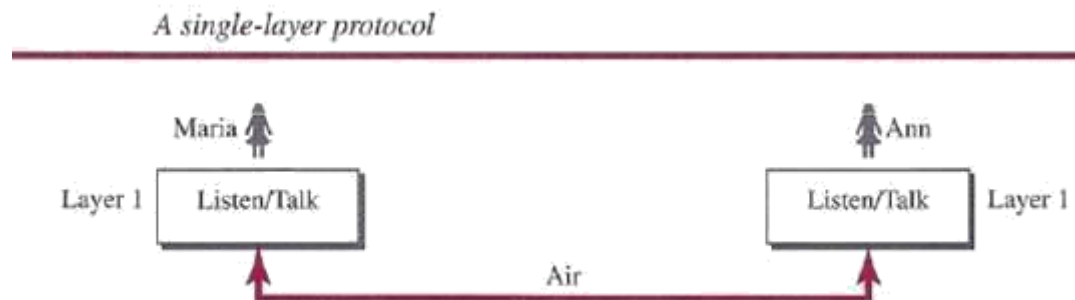 A single-layer protocol
Maria
Ann
Layer 1
Listen/Talk
Listen/Talk
Layer 1
Air